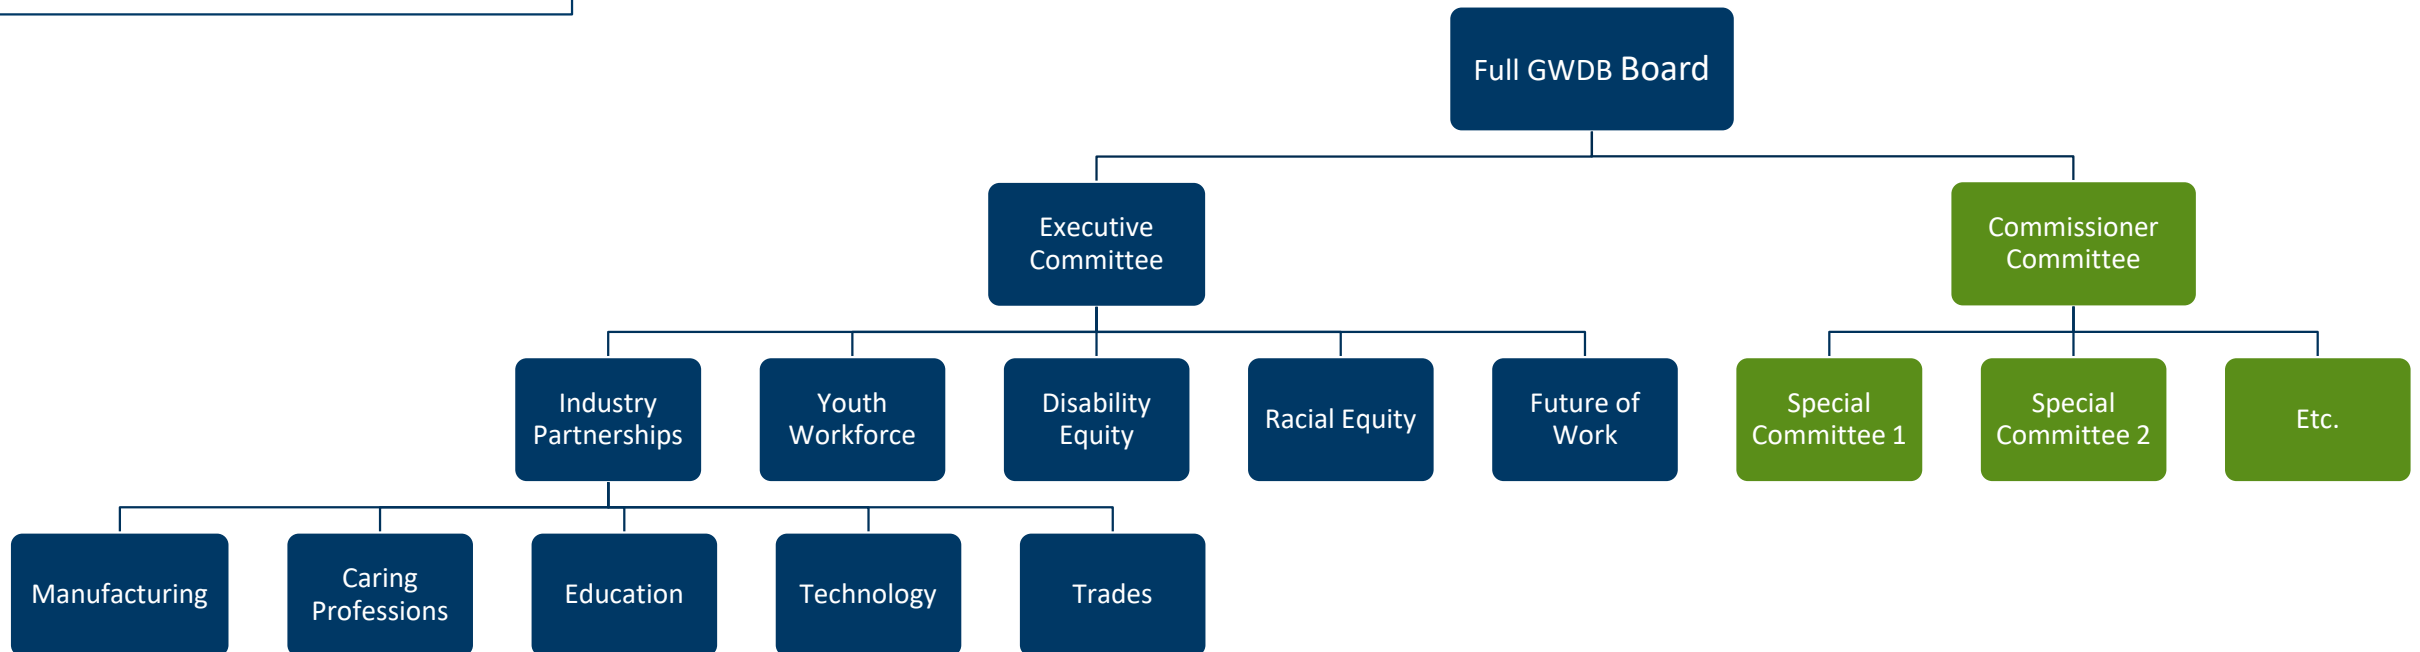 Full GWDB Board
Executive
Committee
Commissioner
Committee
Industry
Partnerships
Youth
Workforce
Disability
Equity
Racial Equity
Future of
Work
Special
Committee 1
Special
Committee 2
Etc.
Manufacturing
Caring
Professions
Education
Technology
Trades